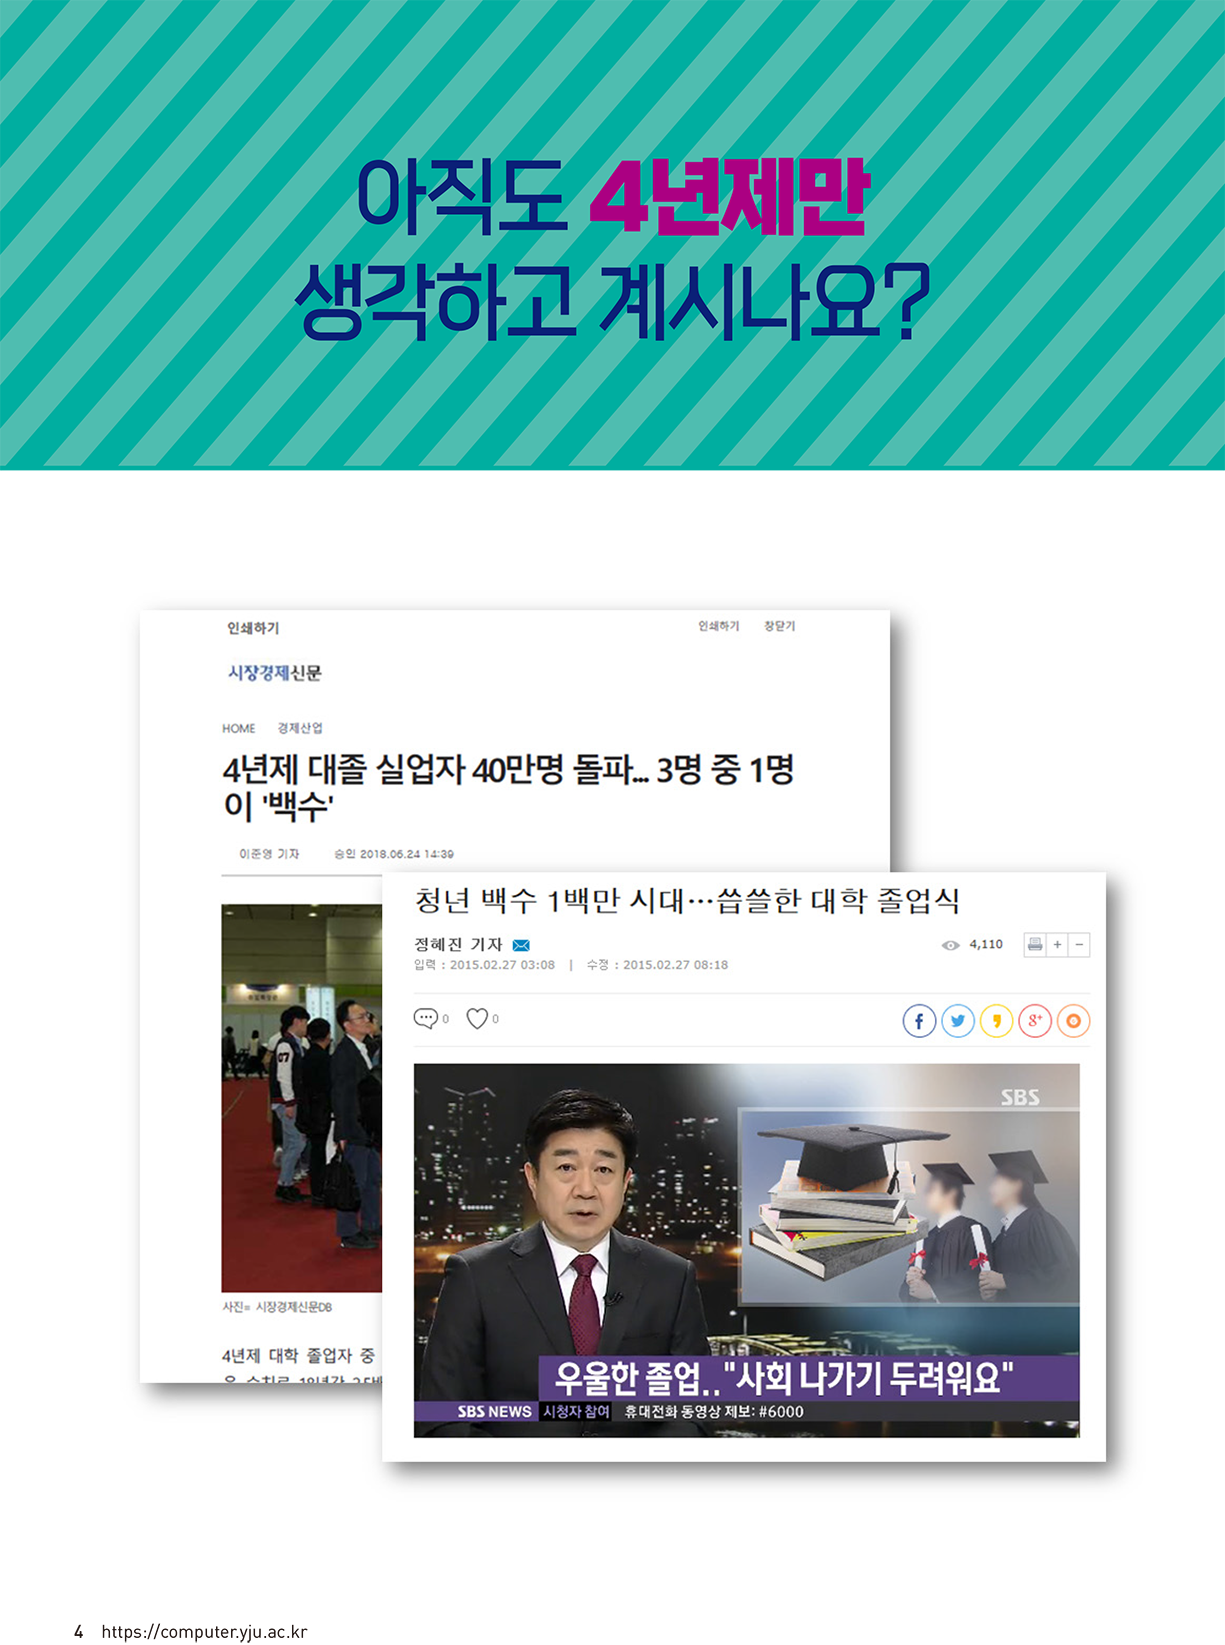 아직도 4년제만
생각하고 계시나요?
인쇄하기
인쇄하기 창닫기
시장경제신문
HOME 경제산업
4년제 대졸 실업자 40만명 돌파... 3명 중 1명
이 '백수'
이준영 기자 승인 2018.06.24 14:39
사진= 시장경제신문DB
4년제 대학 졸업자 중
청년 백수 1백만 시대…씁쓸한 대학 졸업식
정혜진 기자
4,110
+ −
입력 : 2015.02.27 03:08 | 수정 : 2015.02.27 08:18
0 0
f 8+
07
SBS
우울한 졸업.."사회 나가기 두려워요"
SBS NEWS 시청자 참여 휴대전화 동영상 제보: #6000
4 https://computer.yju.ac.kr